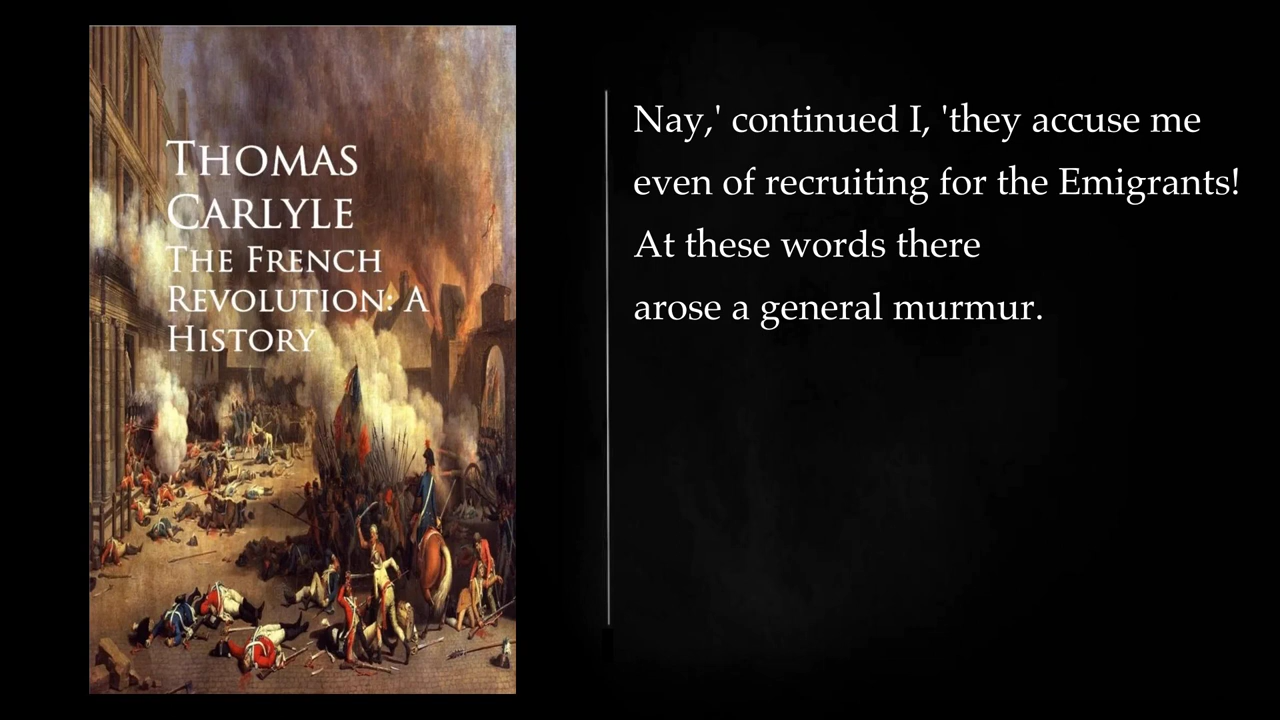 THOMAS
CARLYLE
THE FRENCH
REVOLUTION: A
HISTORY
Nay,' continued I, 'they accuse me
even of recruiting for the Emigrants!
At these words there
arose a general murmur.